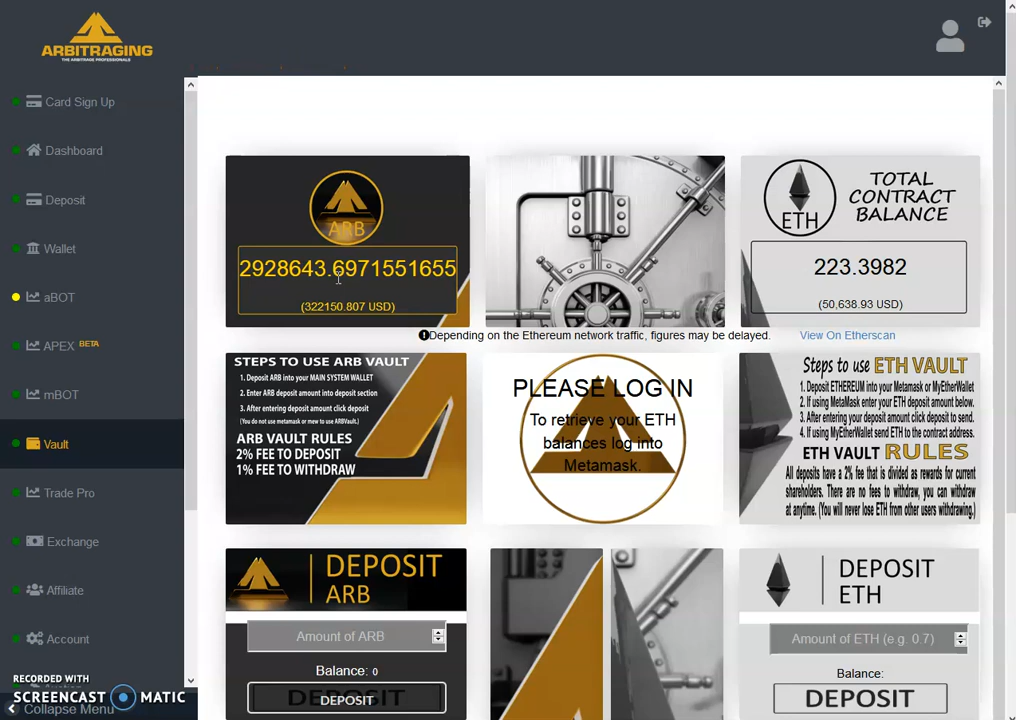 ARBITRAGING
THE ARBITRAGE PROFESSIONALS
Card Sign Up
Dashboard
Deposit
Wallet
aBOT
APEX BETA
mBOT
Vault
Trade Pro
Exchange
Affiliate
Account
RECORDED WITH
SCREENCAST MATIC
Collapse Menu
ARB
2928643.6971551655
(322150.807 USD)
ETH
TOTAL
CONTRACT
BALANCE
223.3982
(50,638.93 USD)
Depending on the Ethereum network traffic, figures may be delayed.
View On Etherscan
STEPS TO USE ARB VAULT
1. Deposit ARB into your MAIN SYSTEM WALLET
2. Enter ARB deposit amount into deposit section
3. After entering deposit amount click deposit
(You do not use metamask or mew to use ARBVault.)
ARB VAULT RULES
2% FEE TO DEPOSIT
1% FEE TO WITHDRAW
PLEASE LOG IN
To retrieve your ETH
balances log into
Metamask.
Steps to use ETH VAULT
1. Deposit ETHEREUM into your Metamask or MyEtherWallet
2. If using MetaMask enter your ETH deposit amount below.
3. After entering your deposit amount click deposit to send.
4. If using MyEtherWallet send ETH to the contract address.
ETH VAULT RULES
All deposits have a 2% fee that is divided as rewards for current
shareholders. There are no fees to withdraw, you can withdraw
at anytime. (You will never lose ETH from other users withdrawing.)
DEPOSIT
ARB
Amount of ARB
Balance: 0
DEPOSIT
DEPOSIT
ETH
Amount of ETH (e.g. 0.7)
Balance:
DEPOSIT